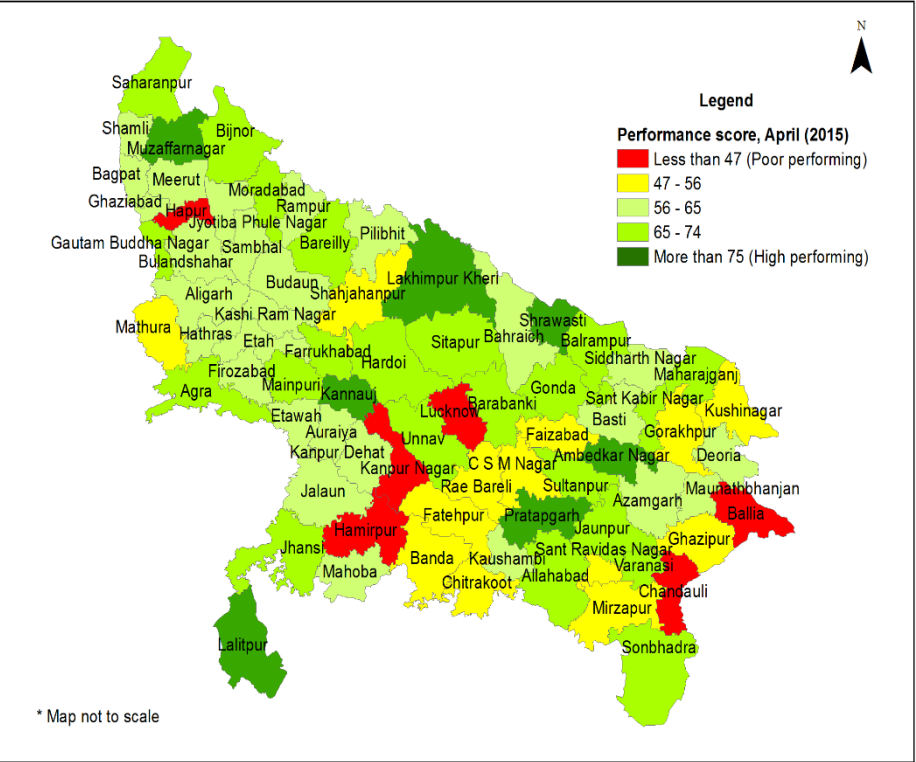 N
Legend
Performance score, April (2015)
Less than 47 (Poor performing)
47 - 56
56 - 65
65 - 74
More than 75 (High performing)
Saharanpur
Shamli
Muzaffarnagar
Bijnor
Bagpat
Meerut
Ghaziabad
Moradabad
Hapur
Rampur
Jyotiba Phule Nagar
Gautam Buddha Nagar
Sambhal
Bareilly
Pilibhit
Bulandshahar
Budaun
Lakhimpur Kheri
Aligarh
Shahjahanpur
Kashi Ram Nagar
Mathura
Hathras
Etah
Sitapur
Bahraich
Shrawasti
Balrampur
Farrukhabad
Hardoi
Siddharth Nagar
Firozabad
Maharajganj
Agra
Mainpuri
Kannauj
Gonda
Sant Kabir Nagar
Etawah
Lucknow
Barabanki
Basti
Kushinagar
Auraiya
Unnav
Faizabad
Gorakhpur
Kanpur Dehat
Ambedkar Nagar
Deoria
Kanpur Nagar
C S M Nagar
Rae Bareli
Sultanpur
Jalaun
Azamgarh
Maunathbhanjan
Fatehpur
Pratapgarh
Ballia
Hamirpur
Jaunpur
Ghazipur
Jhansi
Banda
Kaushambi
Sant Ravidas Nagar
Mahoba
Allahabad
Varanasi
Chitrakoot
Chandauli
Mirzapur
Lalitpur
Sonbhadra
* Map not to scale